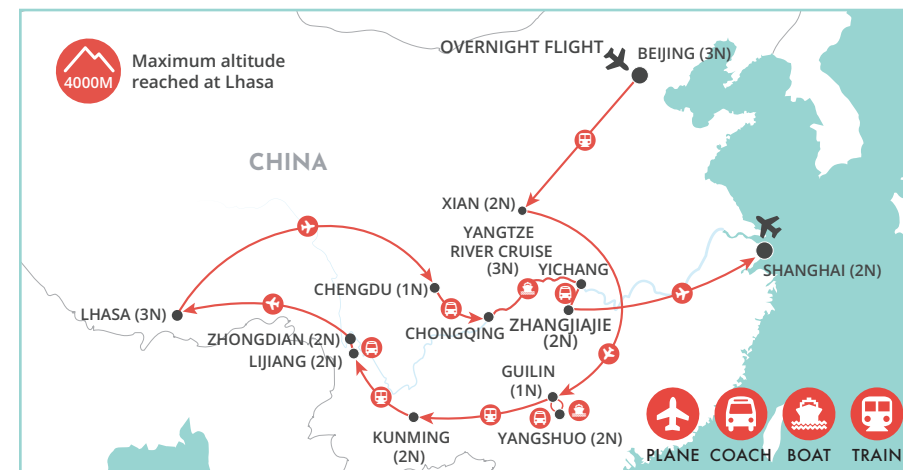 Maximum altitude
reached at Lhasa
4000M
OVERNIGHT FLIGHT
BEIJING (3N)
CHINA
XIAN (2N)
YANGTZE
RIVER CRUISE
(3N)
YICHANG
SHANGHAI (2N)
CHENGDU (1N)
LHASA (3N)
CHONGQING
ZHANGJIAJIE
(2N)
ZHONGDIAN (2N)
LIJIANG (2N)
GUILIN
(1N)
KUNMING
(2N)
YANGSHUO (2N)
PLANE COACH BOAT TRAIN